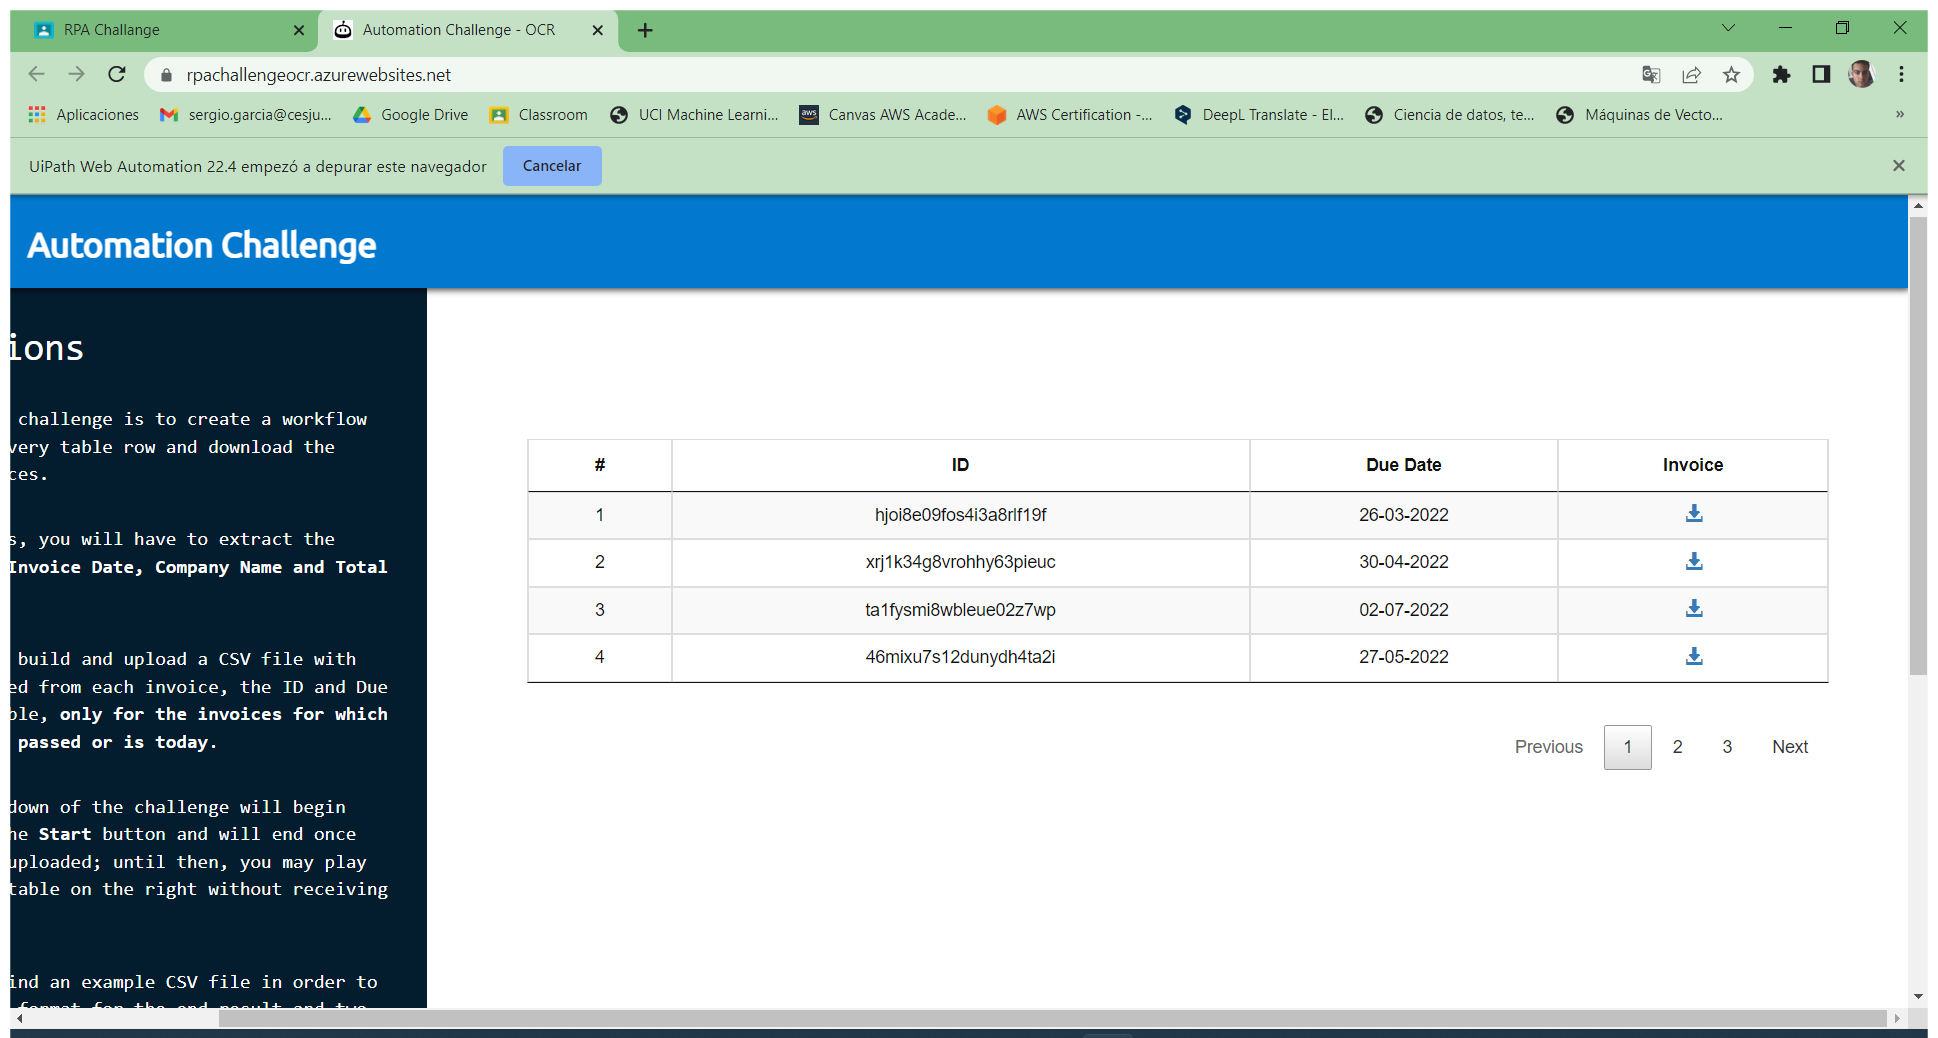 RPA Challange
Automation Challenge - OCR
rpachallengeocr.azurewebsites.net
Aplicaciones
sergio.garcia@cesju...
Google Drive
Classroom
UCI Machine Learni...
aws
Canvas AWS Acade...
AWS Certification -...
DeepL Translate - El...
Ciencia de datos, te...
Máquinas de Vecto...
»
UiPath Web Automation 22.4 empezó a depurar este navegador
Cancelar
Automation Challenge
ions
challenge is to create a workflow
very table row and download the
ces.
s, you will have to extract the
Invoice Date, Company Name and Total
build and upload a CSV file with
ed from each invoice, the ID and Due
ble, only for the invoices for which
passed or is today.
down of the challenge will begin
he Start button and will end once
uploaded; until then, you may play
table on the right without receiving
ind an example CSV file in order to
format for the end result and two
# ID Due Date Invoice
1 hjoi8e09fos4i3a8rlf19f 26-03-2022
2 xrj1k34g8vrohhy63pieuc 30-04-2022
3 ta1fysmi8wbleue02z7wp 02-07-2022
4 46mixu7s12dunydh4ta2i 27-05-2022
Previous 1 2 3 Next